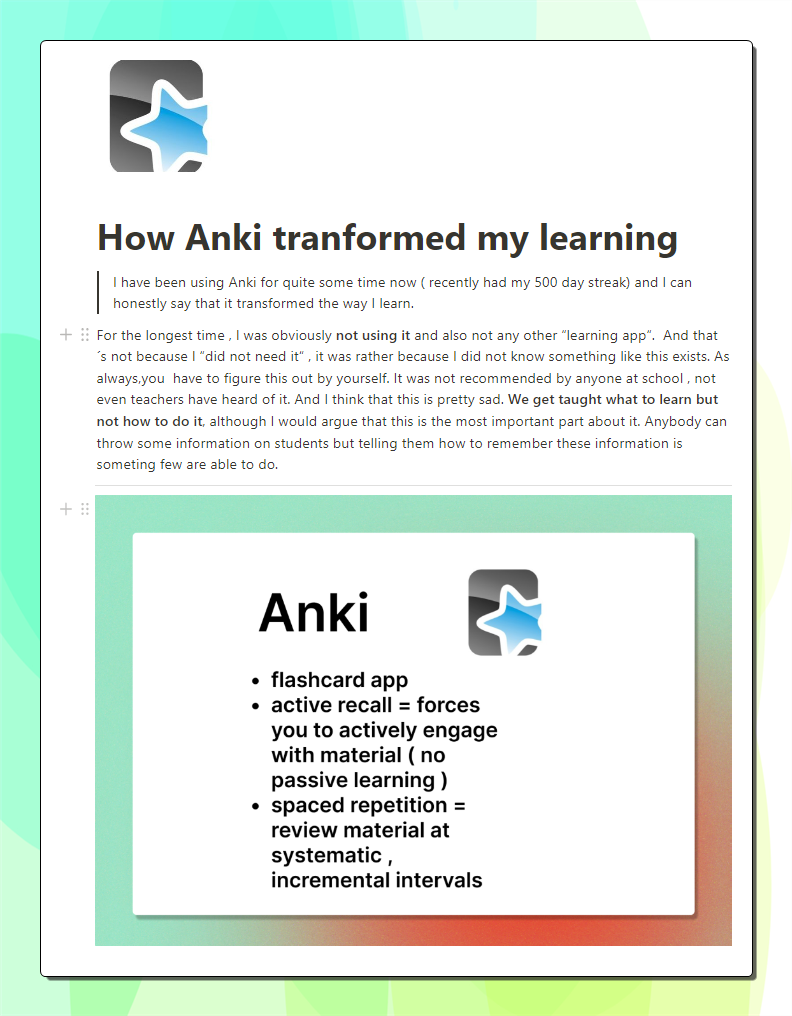 How Anki tranformed my learning
I have been using Anki for quite some time now ( recently had my 500 day streak) and I can
honestly say that it transformed the way I learn.
For the longest time , I was obviously not using it and also not any other “learning app”.  And that
´s not because I “did not need it” , it was rather because I did not know something like this exists. As
always,you  have to figure this out by yourself. It was not recommended by anyone at school , not
even teachers have heard of it. And I think that this is pretty sad. We get taught what to learn but
not how to do it, although I would argue that this is the most important part about it. Anybody can
throw some information on students but telling them how to remember these information is
someting few are able to do.
Anki
• flashcard app
• active recall = forces
you to actively engage
with material ( no
passive learning )
• spaced repetition =
review material at
systematic ,
incremental intervals